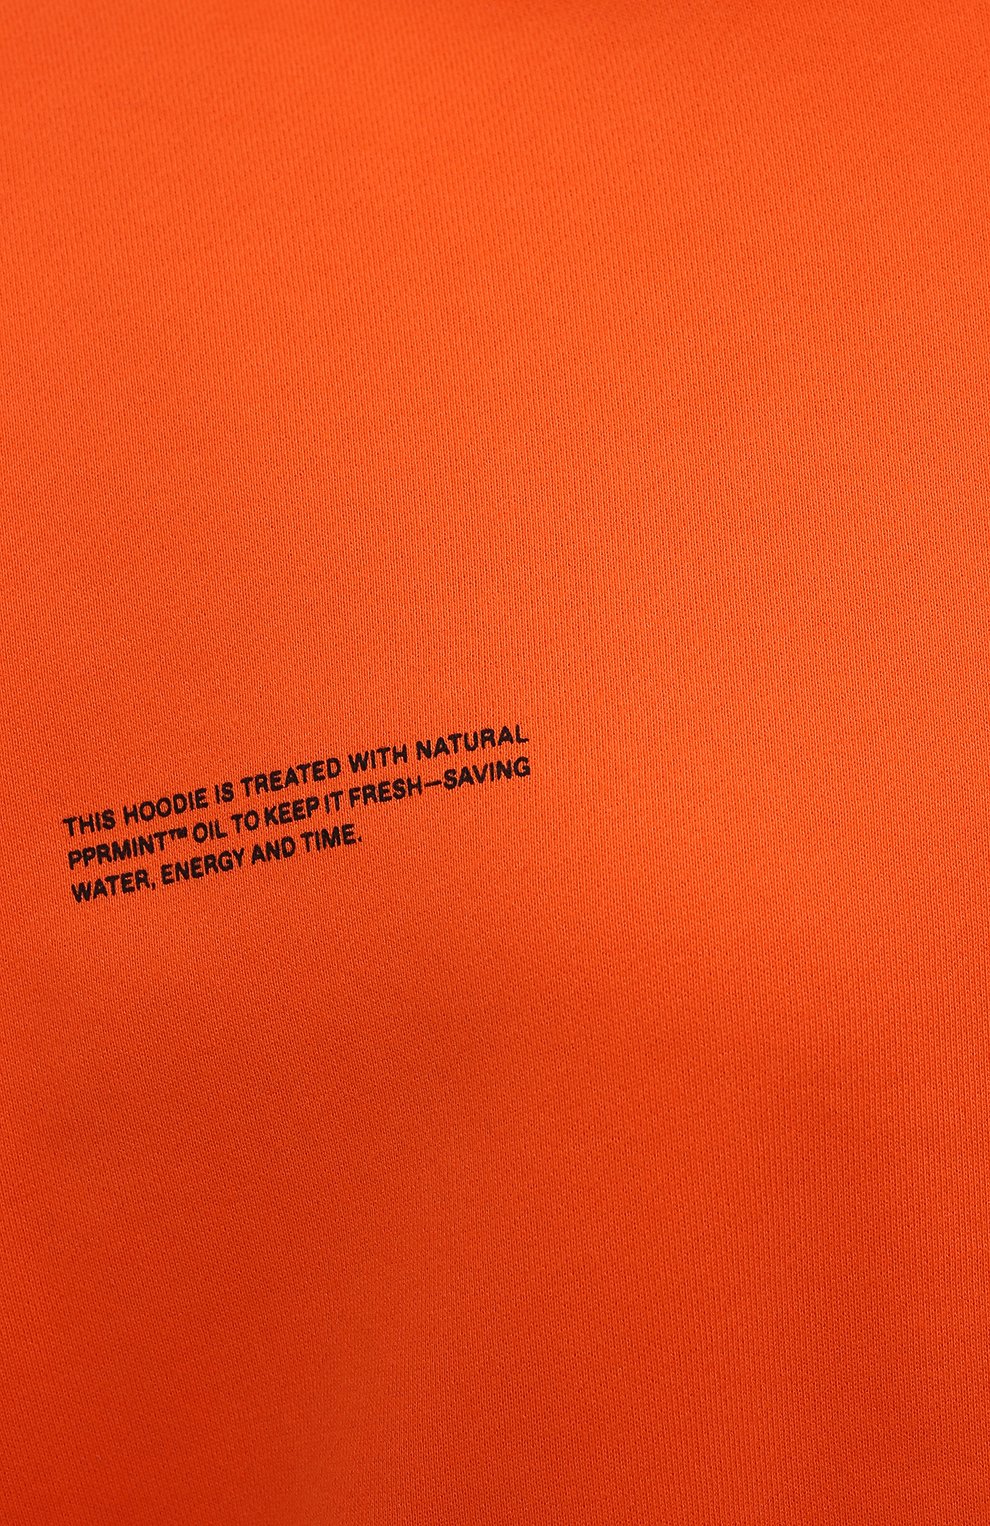 THIS HOODIE IS TREATED WITH NATURAL
PPRMINT™ OIL TO KEEP IT FRESH—SAVING
WATER, ENERGY AND TIME.